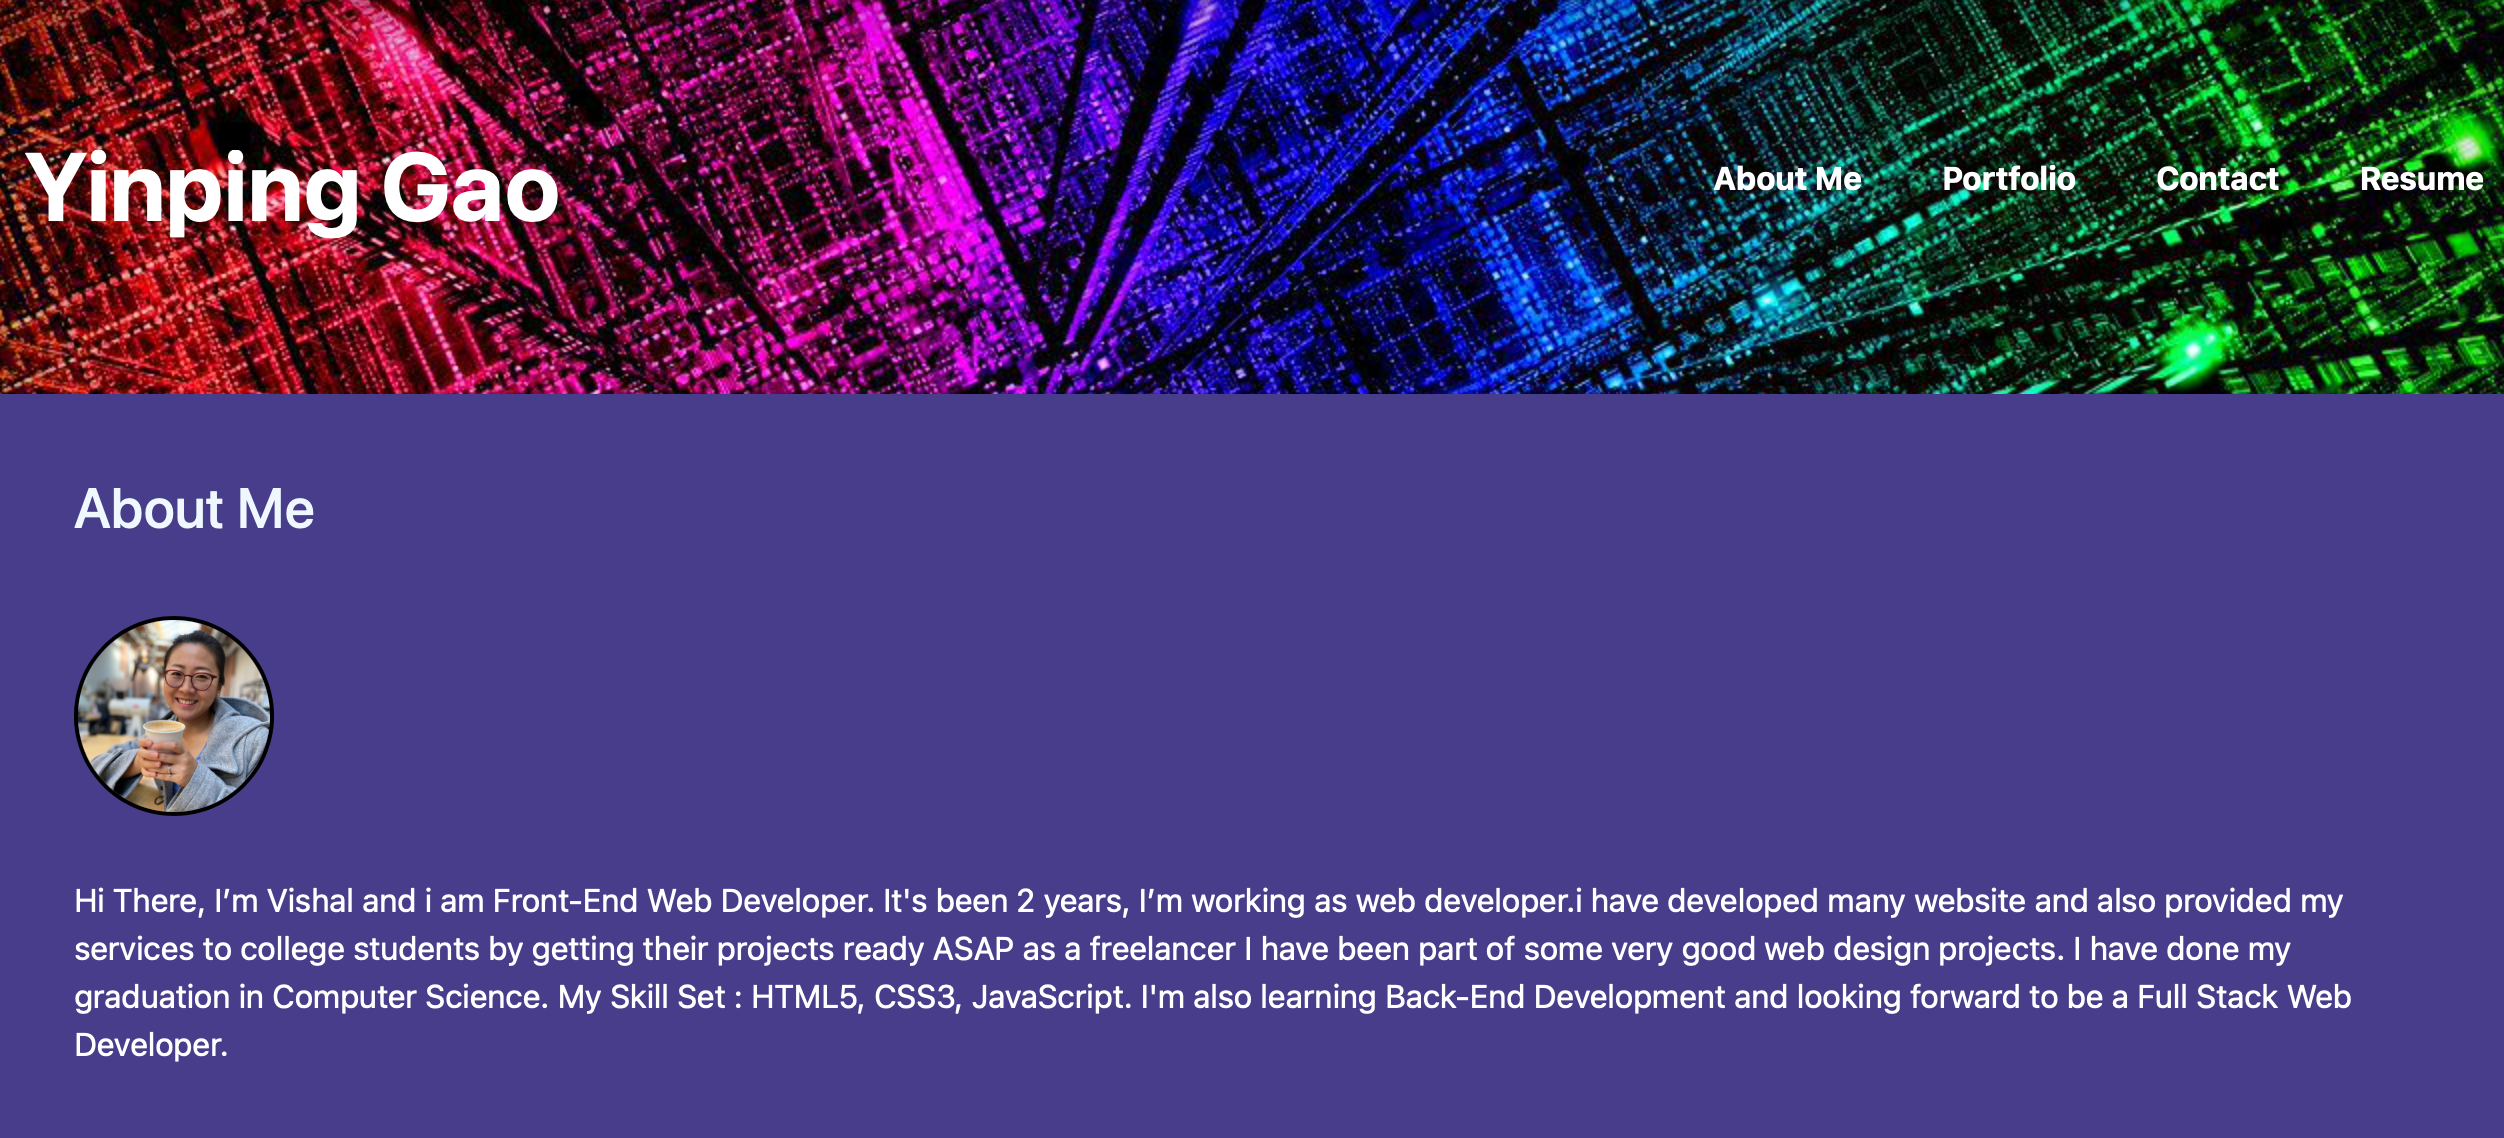 Yinping Gao
About Me Portfolio Contact Resume
About Me
Hi There, I’m Vishal and i am Front-End Web Developer. It's been 2 years, I’m working as web developer.i have developed many website and also provided my
services to college students by getting their projects ready ASAP as a freelancer I have been part of some very good web design projects. I have done my
graduation in Computer Science. My Skill Set : HTML5, CSS3, JavaScript. I'm also learning Back-End Development and looking forward to be a Full Stack Web
Developer.